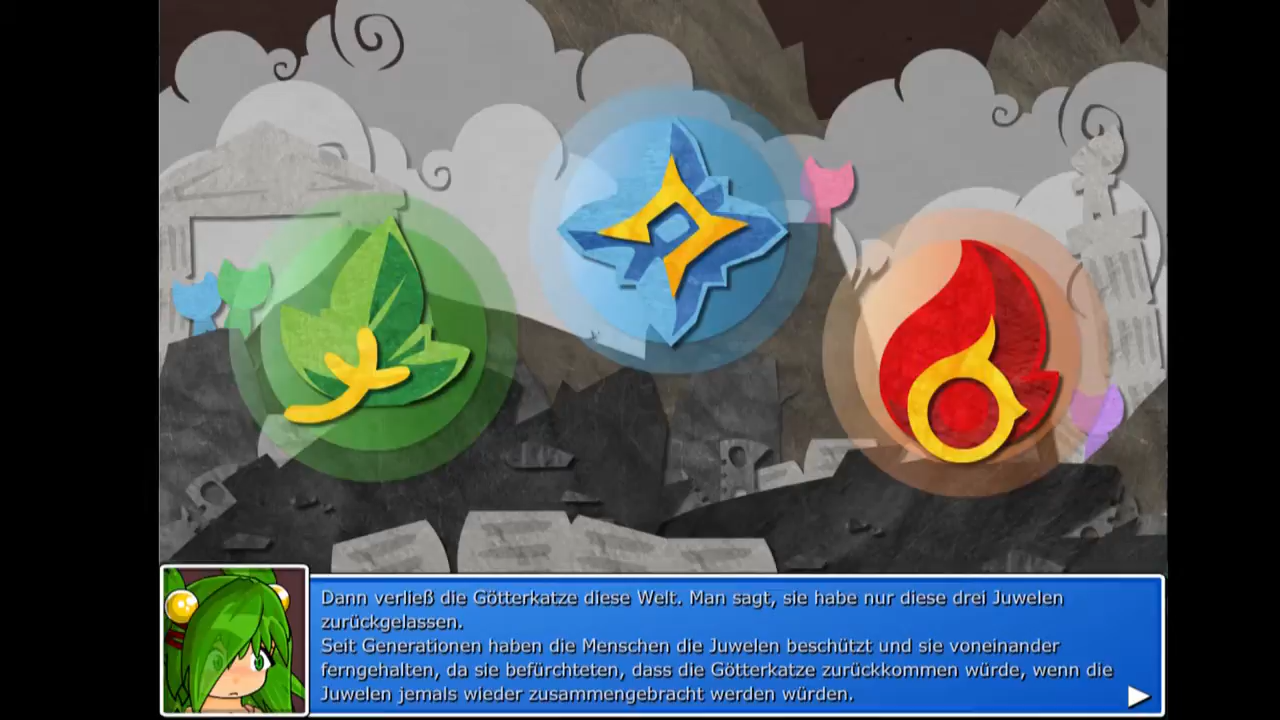 Dann verließ die Götterkatze diese Welt. Man sagt, sie habe nur diese drei Juwelen
zurückgelassen.
Seit Generationen haben die Menschen die Juwelen beschützt und sie voneinander
ferngehalten, da sie befürchteten, dass die Götterkatze zurückkommen würde, wenn die
Juwelen jemals wieder zusammengebracht werden würden.